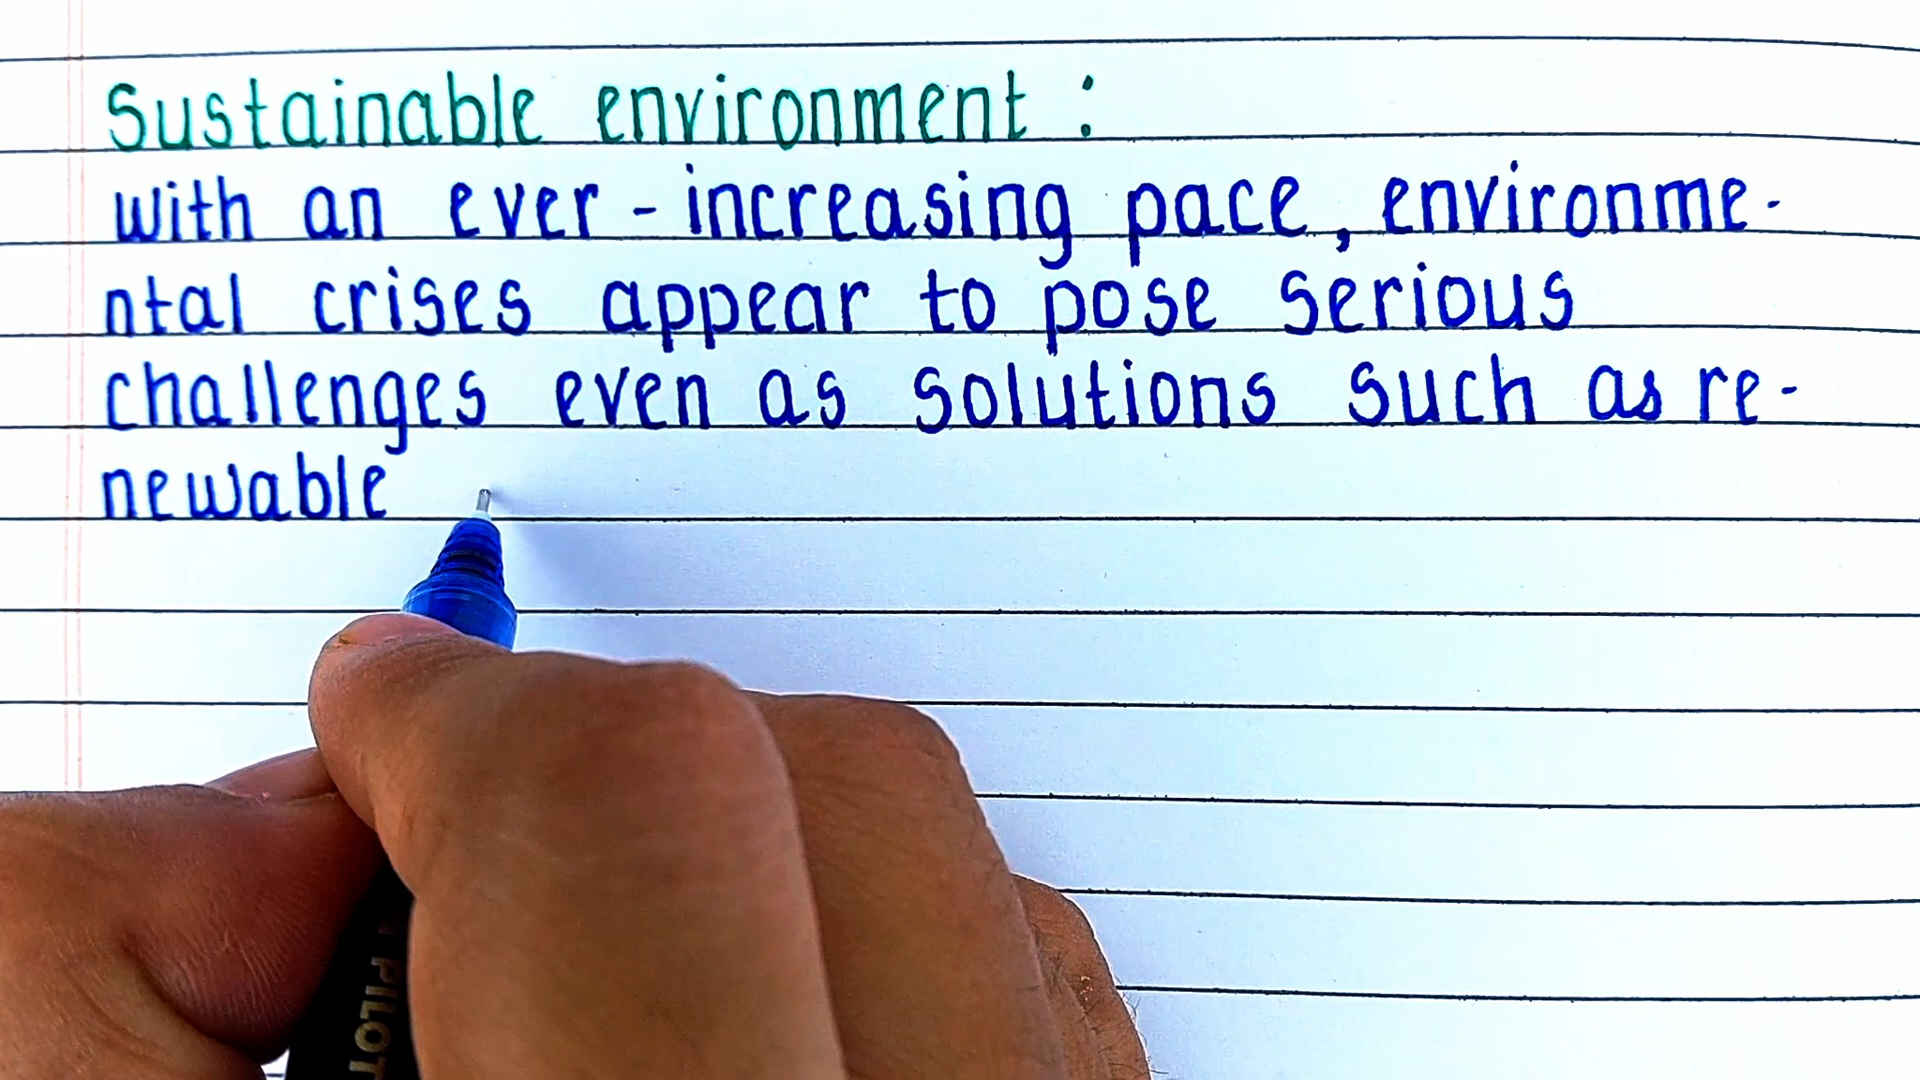 Sustainable environment :
with an ever-increasing pace, environme-
ntal crises appear to pose serious
challenges even as solutions such as re-
newable
PILOT